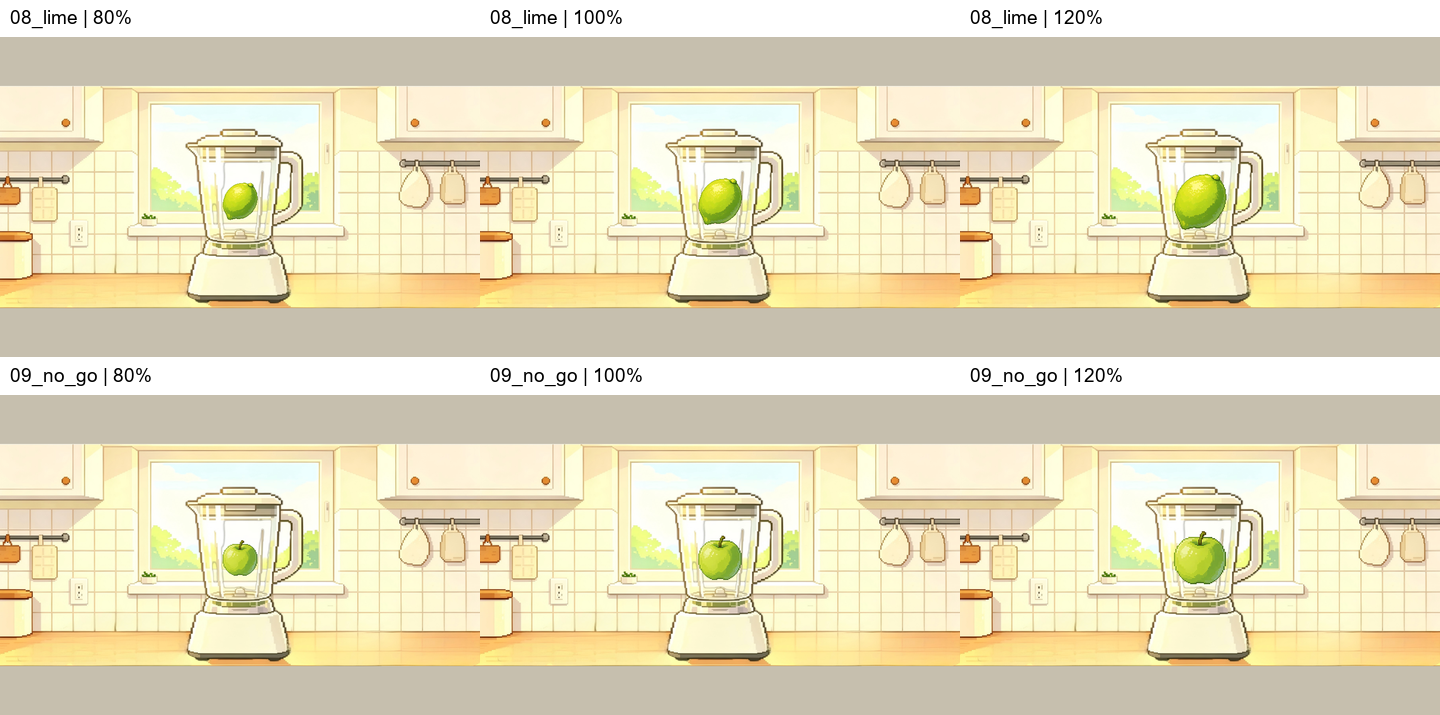 08_lime | 80%
08_lime | 100%
08_lime | 120%
09_no_go | 80%
09_no_go | 100%
09_no_go | 120%